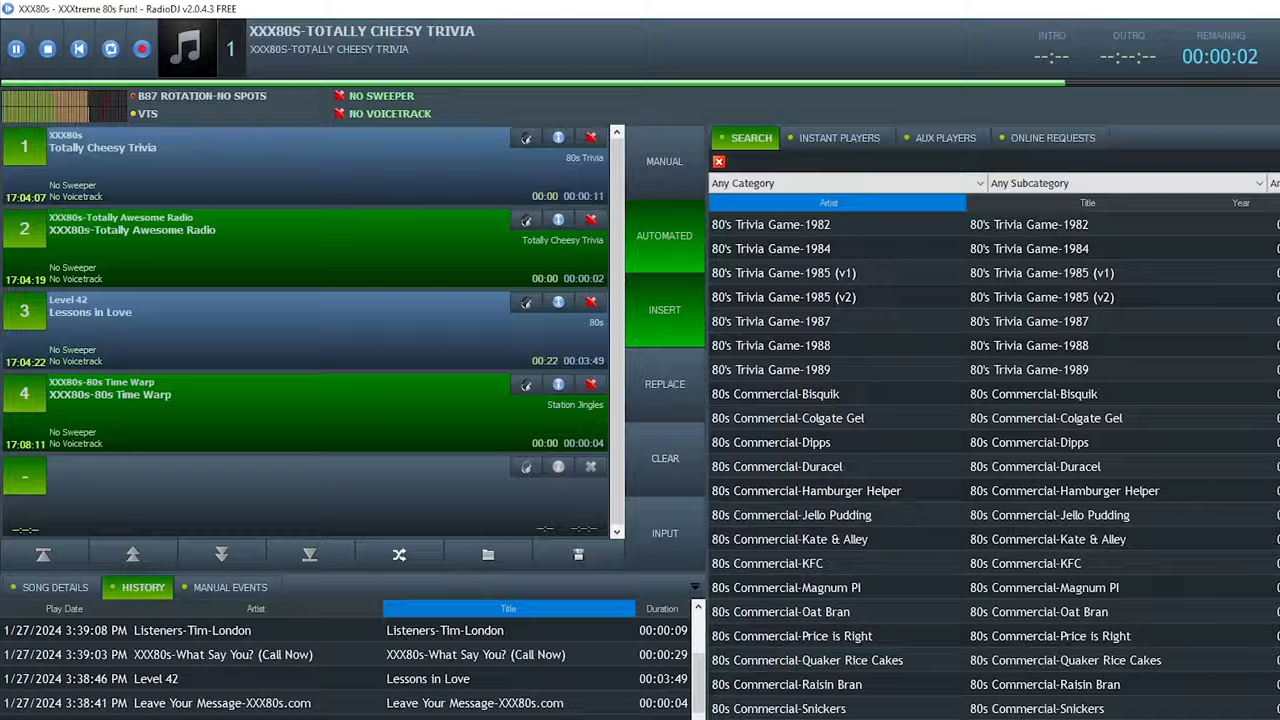 XXX80s - XXXtreme 80s Fun! - RadioDJ v2.0.4.3 FREE
1
XXX80S-TOTALLY CHEESY TRIVIA
XXX80S-TOTALLY CHEESY TRIVIA
INTRO OUTRO REMAINING
--:-- --:--:-- 00:00:02
B87 ROTATION-NO SPOTS
VTS
NO SWEEPER
NO VOICETRACK
1
XXX80s
Totally Cheesy Trivia
80s Trivia
No Sweeper
17:04:07 No Voicetrack 00:00 00:00:11
2
XXX80s-Totally Awesome Radio
XXX80s-Totally Awesome Radio
Totally Cheesy Trivia
No Sweeper
17:04:19 No Voicetrack 00:00 00:00:02
3
Level 42
Lessons in Love
80s
No Sweeper
17:04:22 No Voicetrack 00:22 00:03:49
4
XXX80s-80s Time Warp
XXX80s-80s Time Warp
Station Jingles
No Sweeper
17:08:11 No Voicetrack 00:00 00:00:04
-
--:--:-- --:-- --:--:--
MANUAL
AUTOMATED
INSERT
REPLACE
CLEAR
INPUT
SONG DETAILS HISTORY MANUAL EVENTS
Play Date Artist Title Duration
1/27/2024 3:39:08 PM Listeners-Tim-London Listeners-Tim-London 00:00:09
1/27/2024 3:39:03 PM XXX80s-What Say You? (Call Now) XXX80s-What Say You? (Call Now) 00:00:29
1/27/2024 3:38:46 PM Level 42 Lessons in Love 00:03:49
1/27/2024 3:38:41 PM Leave Your Message-XXX80s.com Leave Your Message-XXX80s.com 00:00:04
SEARCH INSTANT PLAYERS AUX PLAYERS ONLINE REQUESTS
Any Category Any Subcategory An
Artist Title Year
80's Trivia Game-1982 80's Trivia Game-1982
80's Trivia Game-1984 80's Trivia Game-1984
80's Trivia Game-1985 (v1) 80's Trivia Game-1985 (v1)
80's Trivia Game-1985 (v2) 80's Trivia Game-1985 (v2)
80's Trivia Game-1987 80's Trivia Game-1987
80's Trivia Game-1988 80's Trivia Game-1988
80's Trivia Game-1989 80's Trivia Game-1989
80s Commercial-Bisquik 80s Commercial-Bisquik
80s Commercial-Colgate Gel 80s Commercial-Colgate Gel
80s Commercial-Dipps 80s Commercial-Dipps
80s Commercial-Duracel 80s Commercial-Duracel
80s Commercial-Hamburger Helper 80s Commercial-Hamburger Helper
80s Commercial-Jello Pudding 80s Commercial-Jello Pudding
80s Commercial-Kate & Alley 80s Commercial-Kate & Alley
80s Commercial-KFC 80s Commercial-KFC
80s Commercial-Magnum PI 80s Commercial-Magnum PI
80s Commercial-Oat Bran 80s Commercial-Oat Bran
80s Commercial-Price is Right 80s Commercial-Price is Right
80s Commercial-Quaker Rice Cakes 80s Commercial-Quaker Rice Cakes
80s Commercial-Raisin Bran 80s Commercial-Raisin Bran
80s Commercial-Snickers 80s Commercial-Snickers